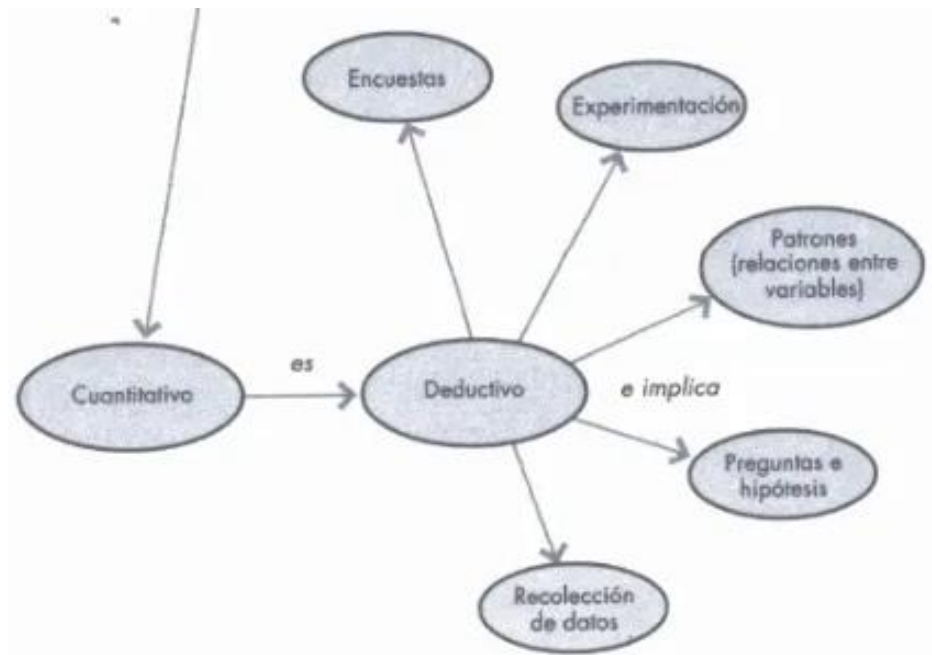 Encuestas
Experimentación
Patrones
(relaciones entre
variables)
Cuantitativo
es
Deductivo
e implica
Preguntas e
hipótesis
Recolección
de datos